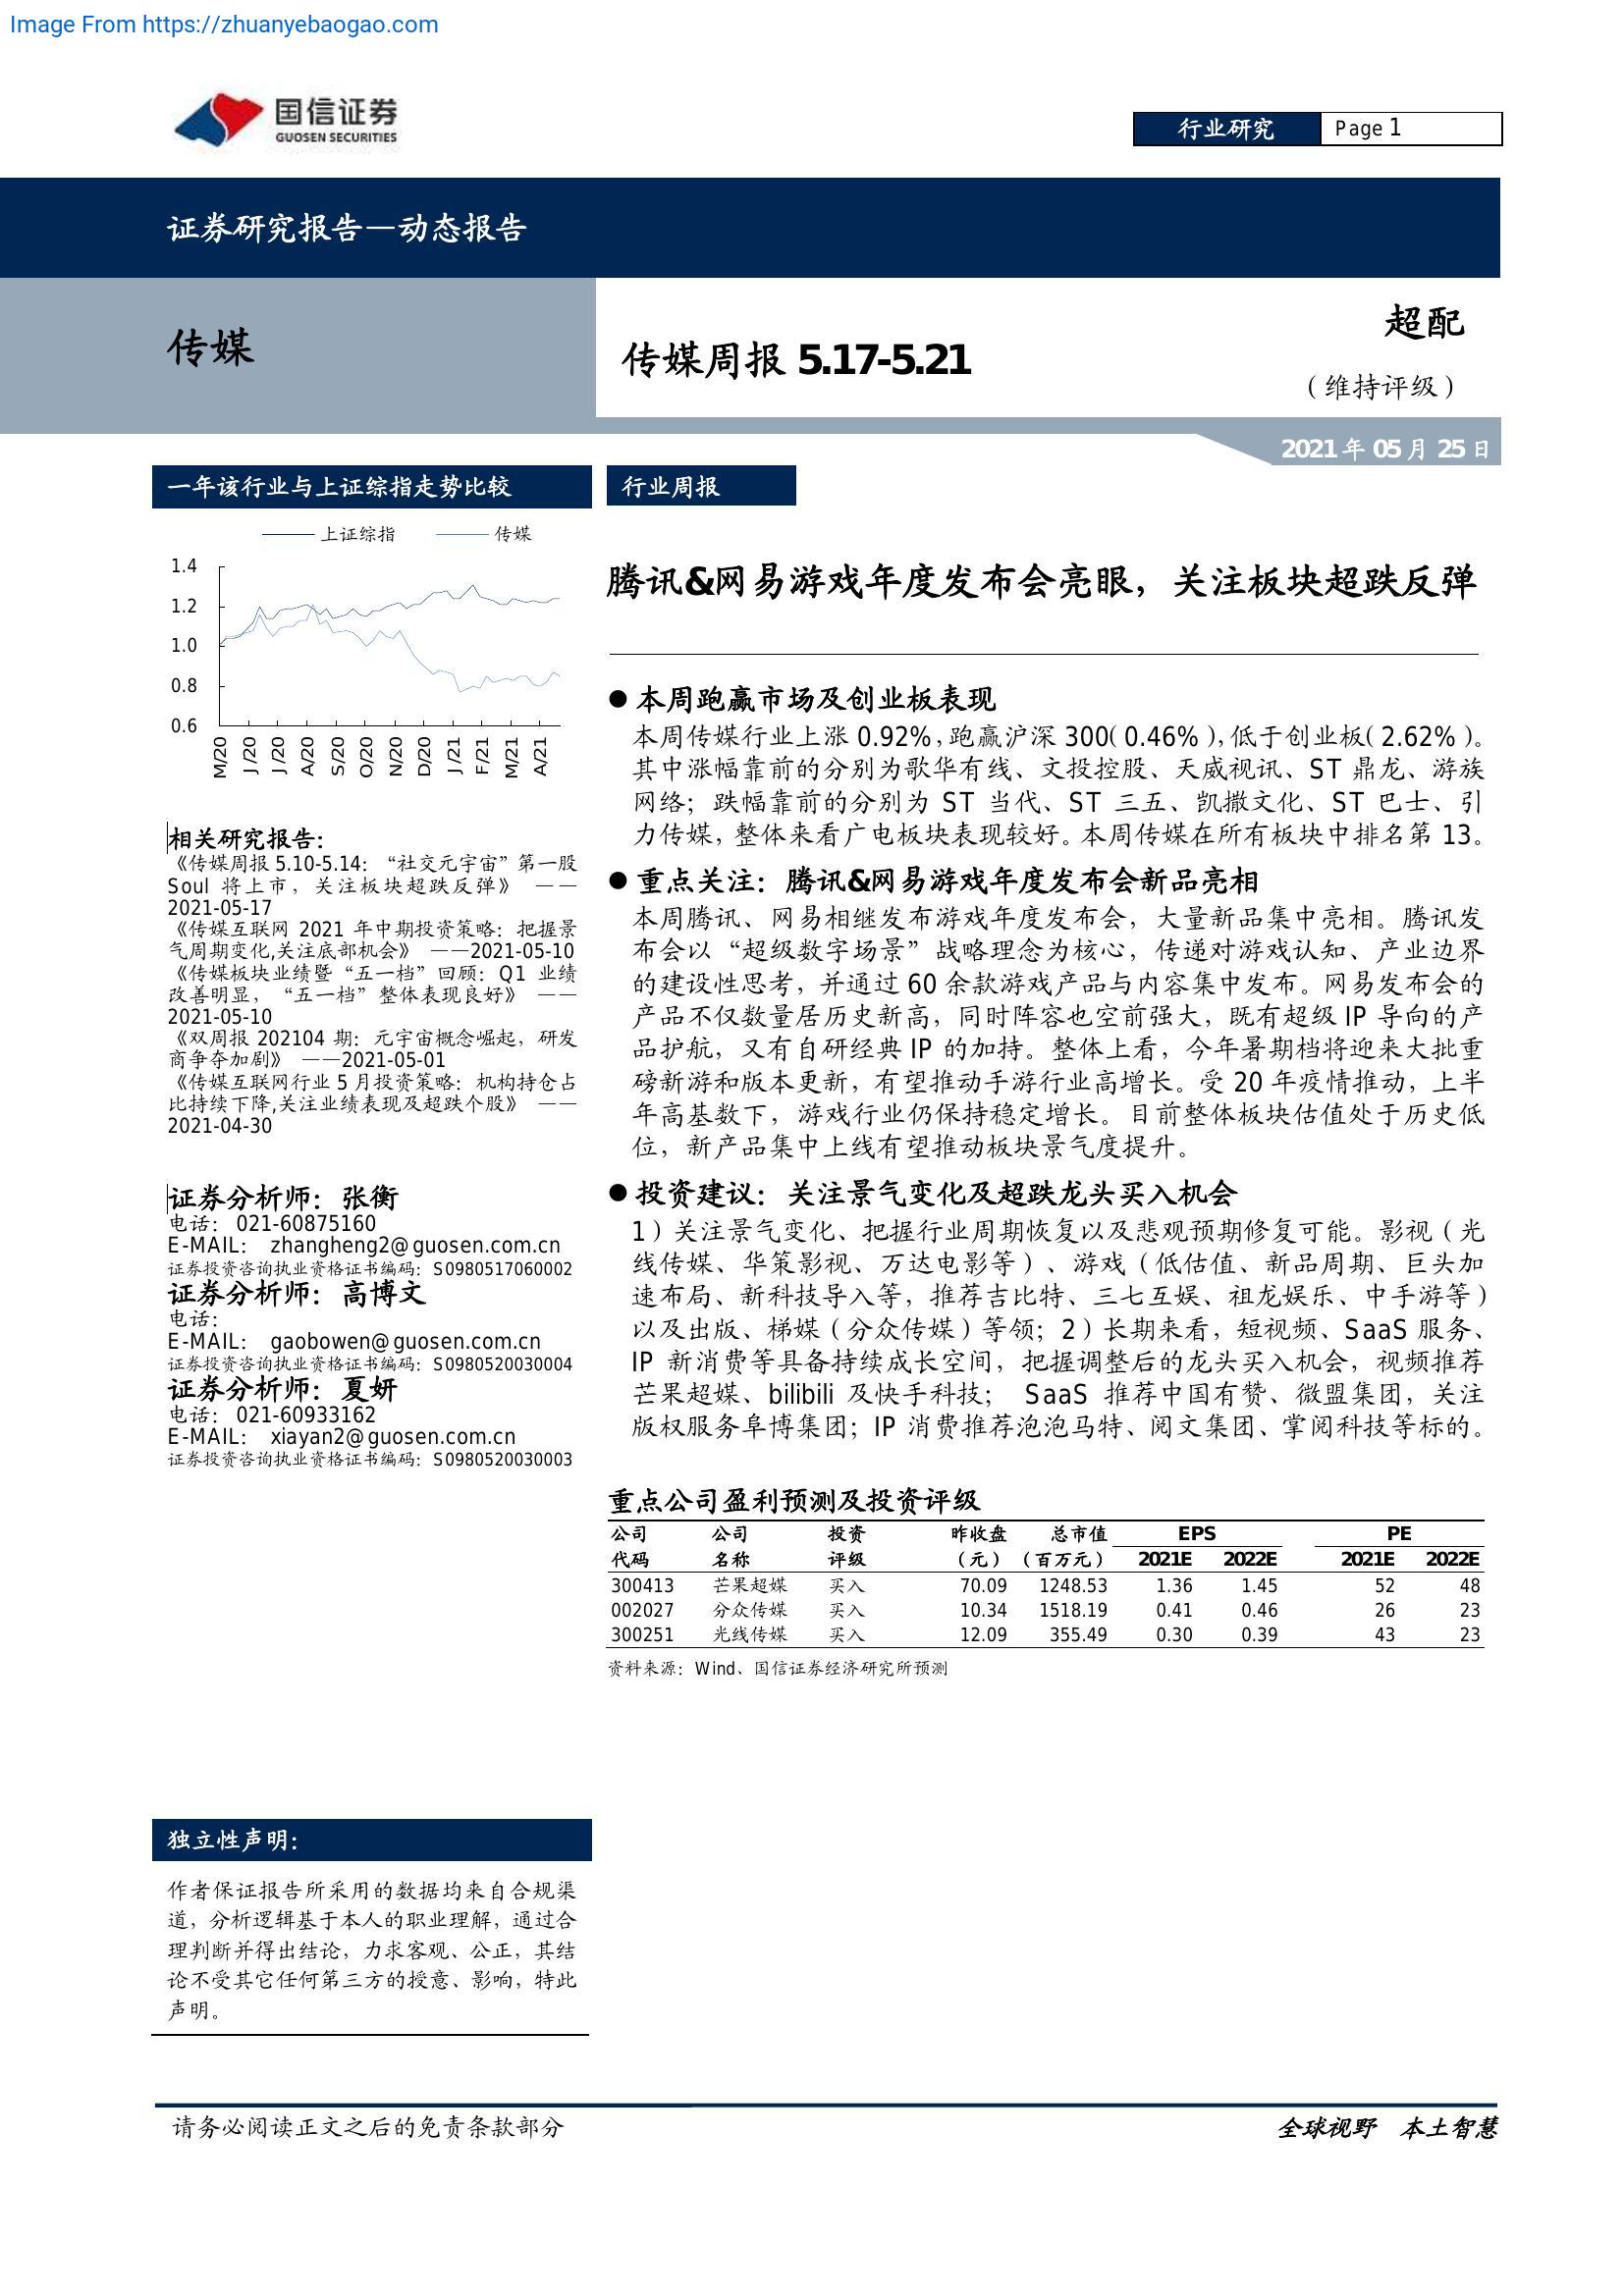 Image From https://zhuanyebaogao.com
国信证券
GUOSEN SECURITIES
行业研究 Page 1
证券研究报告—动态报告
传媒
传媒周报 5.17-5.21
超配
（维持评级）
2021 年 05 月 25 日
一年该行业与上证综指走势比较
上证综指 传媒
1.4
1.2
1.0
0.8
0.6
M/20 J/20 J/20 A/20 S/20 O/20 N/20 D/20 J/21 F/21 M/21 A/21
相关研究报告：
《传媒周报 5.10-5.14：“社交元宇宙”第一股
Soul 将上市，关注板块超跌反弹》 ——
2021-05-17
《传媒互联网 2021 年中期投资策略：把握景
气周期变化,关注底部机会》 ——2021-05-10
《传媒板块业绩暨“五一档”回顾：Q1 业绩
改善明显，“五一档”整体表现良好》 ——
2021-05-10
《双周报 202104 期：元宇宙概念崛起，研发
商争夺加剧》 ——2021-05-01
《传媒互联网行业 5 月投资策略：机构持仓占
比持续下降,关注业绩表现及超跌个股》 ——
2021-04-30
证券分析师：张衡
电话： 021-60875160
E-MAIL： zhangheng2@guosen.com.cn
证券投资咨询执业资格证书编码：S0980517060002
证券分析师：高博文
电话：
E-MAIL： gaobowen@guosen.com.cn
证券投资咨询执业资格证书编码：S0980520030004
证券分析师：夏妍
电话： 021-60933162
E-MAIL： xiayan2@guosen.com.cn
证券投资咨询执业资格证书编码：S0980520030003
独立性声明：
作者保证报告所采用的数据均来自合规渠
道，分析逻辑基于本人的职业理解，通过合
理判断并得出结论，力求客观、公正，其结
论不受其它任何第三方的授意、影响，特此
声明。
行业周报
腾讯&网易游戏年度发布会亮眼，关注板块超跌反弹
● 本周跑赢市场及创业板表现
本周传媒行业上涨 0.92%，跑赢沪深 300（0.46%），低于创业板（2.62%）。
其中涨幅靠前的分别为歌华有线、文投控股、天威视讯、ST 鼎龙、游族
网络；跌幅靠前的分别为 ST 当代、ST 三五、凯撒文化、ST 巴士、引
力传媒，整体来看广电板块表现较好。本周传媒在所有板块中排名第 13。
● 重点关注：腾讯&网易游戏年度发布会新品亮相
本周腾讯、网易相继发布游戏年度发布会，大量新品集中亮相。腾讯发
布会以“超级数字场景”战略理念为核心，传递对游戏认知、产业边界
的建设性思考，并通过 60 余款游戏产品与内容集中发布。网易发布会的
产品不仅数量居历史新高，同时阵容也空前强大，既有超级 IP 导向的产
品护航，又有自研经典 IP 的加持。整体上看，今年暑期档将迎来大批重
磅新游和版本更新，有望推动手游行业高增长。受 20 年疫情推动，上半
年高基数下，游戏行业仍保持稳定增长。目前整体板块估值处于历史低
位，新产品集中上线有望推动板块景气度提升。
● 投资建议：关注景气变化及超跌龙头买入机会
1）关注景气变化、把握行业周期恢复以及悲观预期修复可能。影视（光
线传媒、华策影视、万达电影等）、游戏（低估值、新品周期、巨头加
速布局、新科技导入等，推荐吉比特、三七互娱、祖龙娱乐、中手游等）
以及出版、梯媒（分众传媒）等领；2）长期来看，短视频、SaaS 服务、
IP 新消费等具备持续成长空间，把握调整后的龙头买入机会，视频推荐
芒果超媒、bilibili 及快手科技； SaaS 推荐中国有赞、微盟集团，关注
版权服务阜博集团；IP 消费推荐泡泡马特、阅文集团、掌阅科技等标的。
重点公司盈利预测及投资评级
公司 公司 投资 昨收盘 总市值 EPS PE
代码 名称 评级 （元） （百万元） 2021E 2022E 2021E 2022E
300413 芒果超媒 买入 70.09 1248.53 1.36 1.45 52 48
002027 分众传媒 买入 10.34 1518.19 0.41 0.46 26 23
300251 光线传媒 买入 12.09 355.49 0.30 0.39 43 23
资料来源：Wind、国信证券经济研究所预测
请务必阅读正文之后的免责条款部分 全球视野 本土智慧